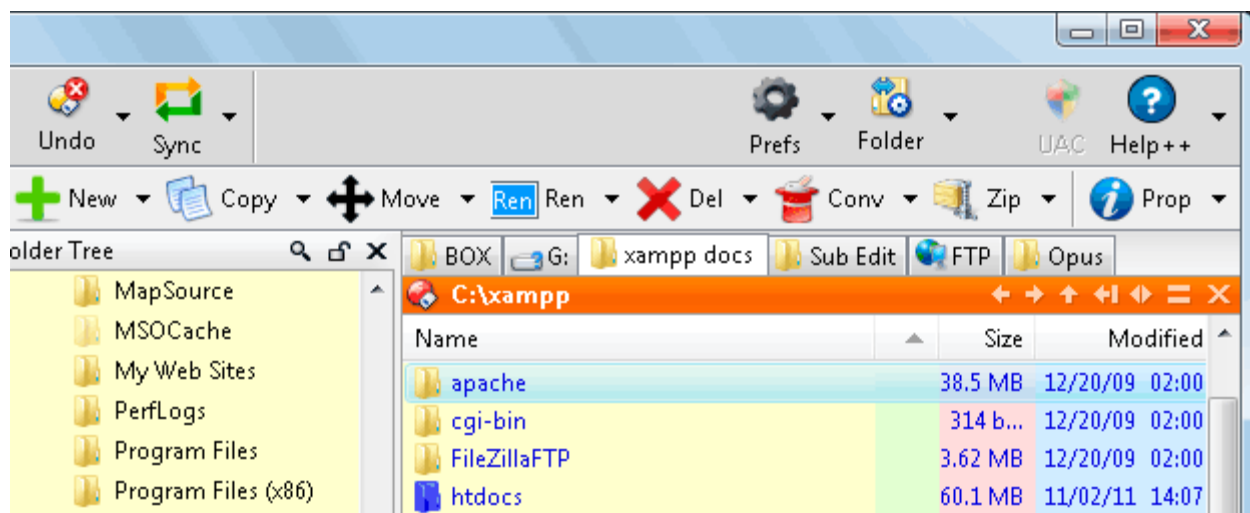 Undo Sync Prefs Folder UAC Help++
New Copy Move Ren Ren Del Conv Zip Prop
older Tree
MapSource
MSOCache
My Web Sites
PerfLogs
Program Files
Program Files (x86)
BOX G: xampp docs Sub Edit FTP Opus
C:\xampp
Name Size Modified
apache 38.5 MB 12/20/09 02:00
cgi-bin 314 b... 12/20/09 02:00
FileZillaFTP 3.62 MB 12/20/09 02:00
htdocs 60.1 MB 11/02/11 14:07